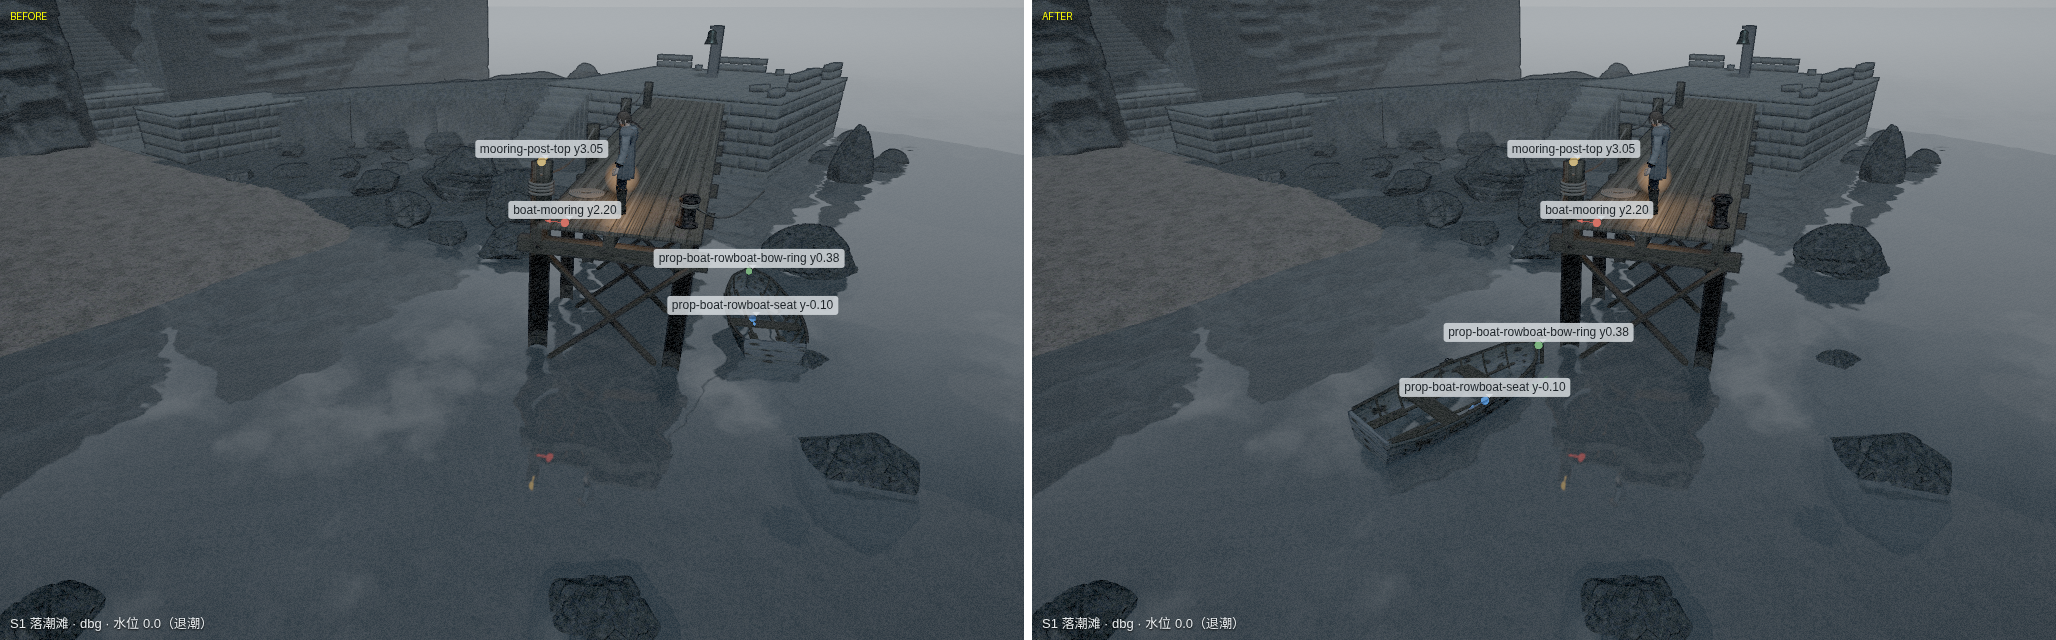 BEFORE
mooring-post-top y3.05
boat-mooring y2.20
prop-boat-rowboat-bow-ring y0.38
prop-boat-rowboat-seat y-0.10
S1 落潮滩 · dbg · 水位 0.0（退潮）
AFTER
mooring-post-top y3.05
boat-mooring y2.20
prop-boat-rowboat-bow-ring y0.38
prop-boat-rowboat-seat y-0.10
S1 落潮滩 · dbg · 水位 0.0（退潮）